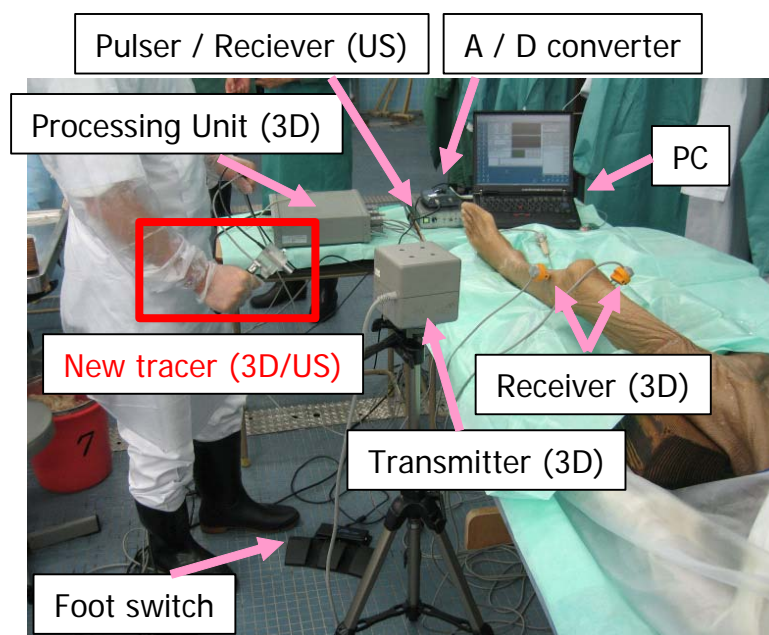 Pulser / Reciever (US)
A / D converter
Processing Unit (3D)
PC
New tracer (3D/US)
Receiver (3D)
Transmitter (3D)
Foot switch
7